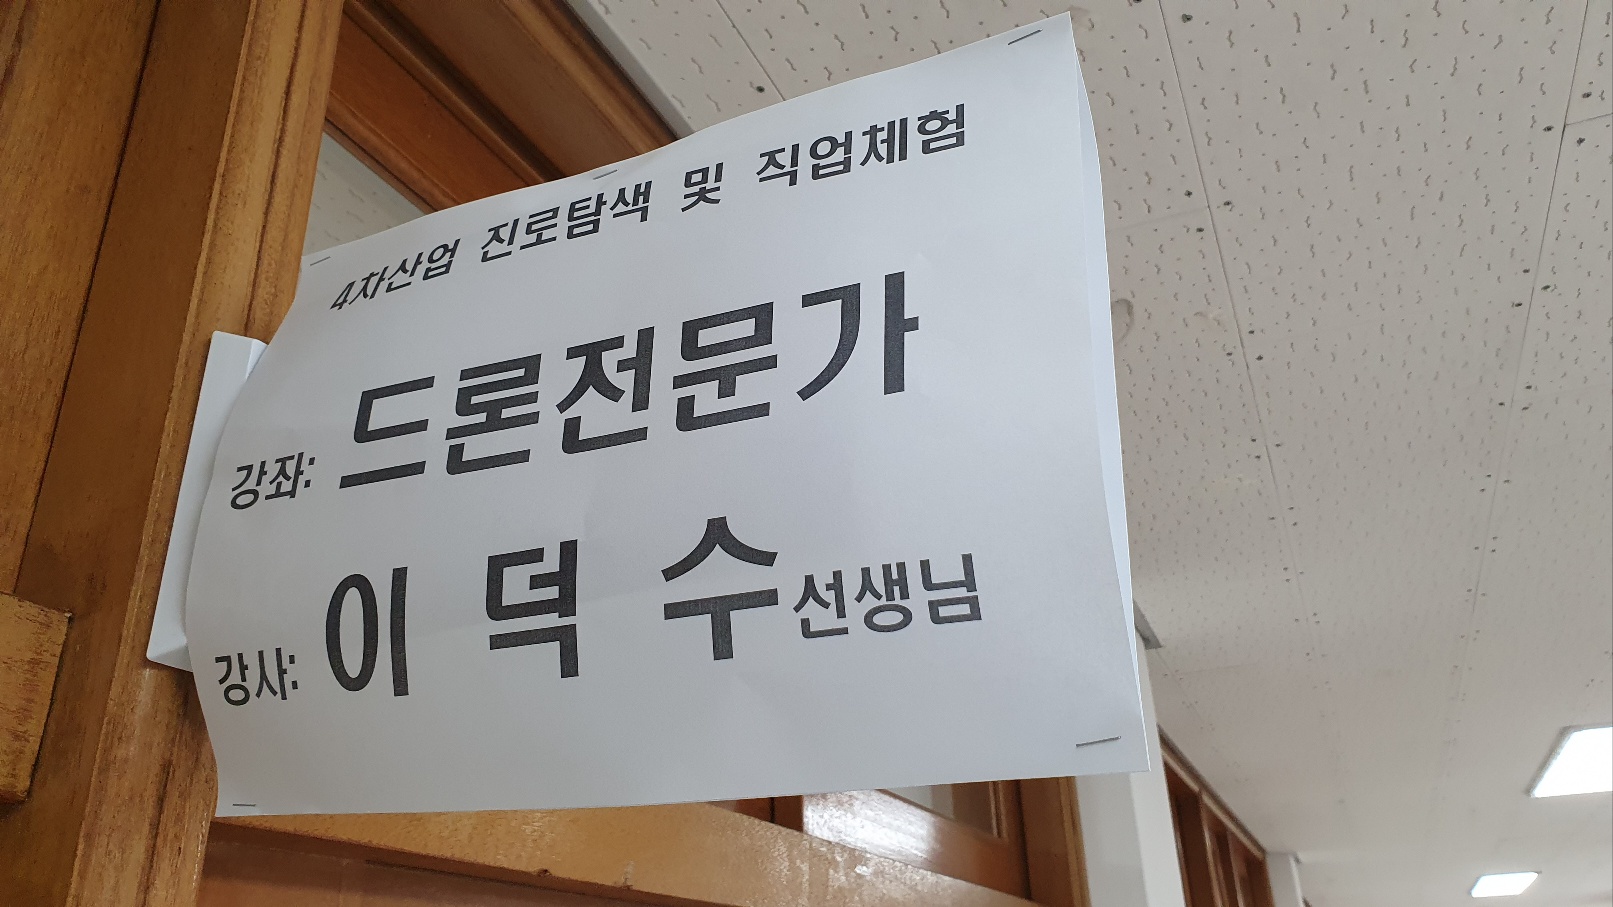 4차산업 진로탐색 및 직업체험
강좌: 드론전문가
강사: 이 덕 수 선생님